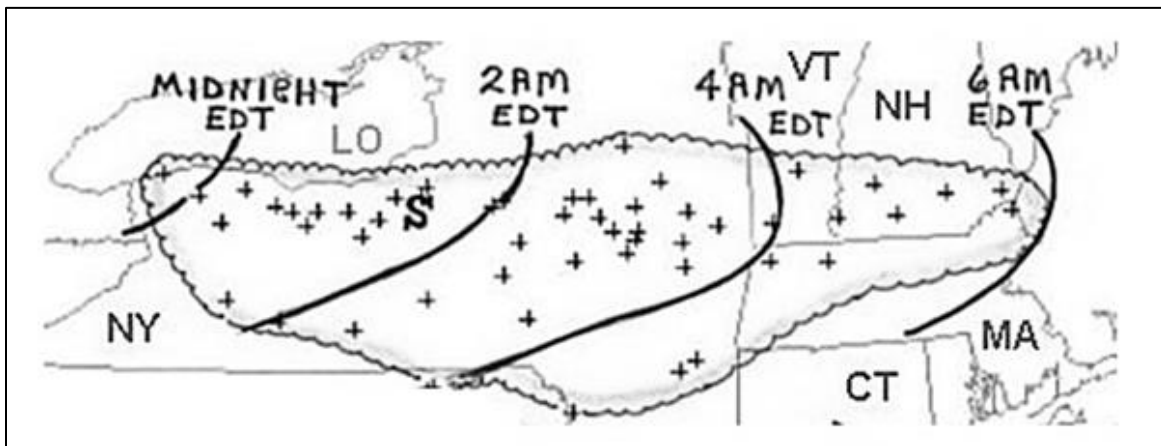 MIDNIGHT
EDT
LO
2AM
EDT
4AM
EDT
VT
NH
6AM
EDT
S
NY
MA
CT